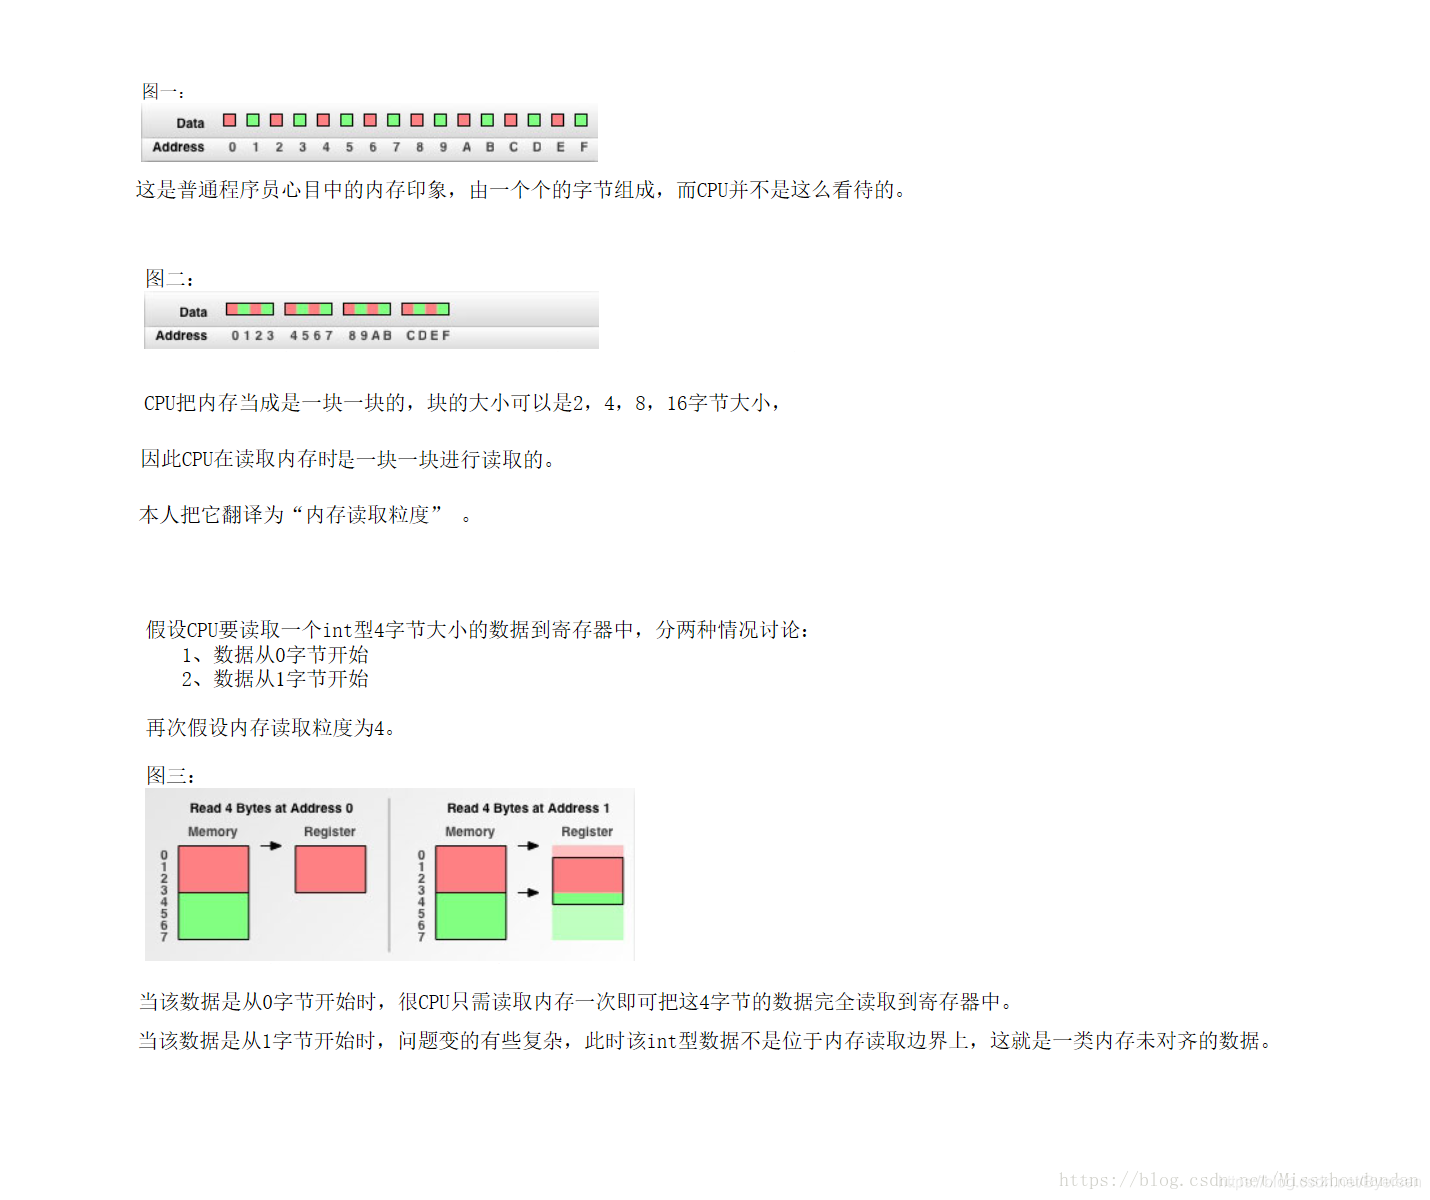 图一：
Data
Address 0 1 2 3 4 5 6 7 8 9 A B C D E F
这是普通程序员心目中的内存印象，由一个个的字节组成，而CPU并不是这么看待的。
图二：
Data
Address 0 1 2 3 4 5 6 7 8 9 A B C D E F
CPU把内存当成是一块一块的，块的大小可以是2，4，8，16字节大小，
因此CPU在读取内存时是一块一块进行读取的。
本人把它翻译为“内存读取粒度” 。
假设CPU要读取一个int型4字节大小的数据到寄存器中，分两种情况讨论：
1、数据从0字节开始
2、数据从1字节开始
再次假设内存读取粒度为4。
图三：
Read 4 Bytes at Address 0 Read 4 Bytes at Address 1
Memory Register Memory Register
0 0
1 1
2 2
3 3
4 4
5 5
6 6
7 7
当该数据是从0字节开始时，很CPU只需读取内存一次即可把这4字节的数据完全读取到寄存器中。
当该数据是从1字节开始时，问题变的有些复杂，此时该int型数据不是位于内存读取边界上，这就是一类内存未对齐的数据。
https://blog.csdn.net/Misszhoudandan